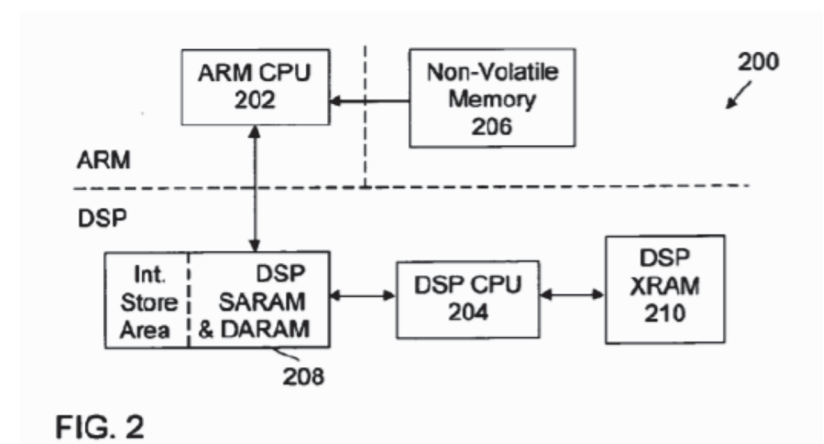 ARM CPU
202
Non-Volatile
Memory
206
200
ARM
DSP
Int.
Store
Area
DSP
SARAM
& DARAM
208
DSP CPU
204
DSP
XRAM
210
FIG. 2